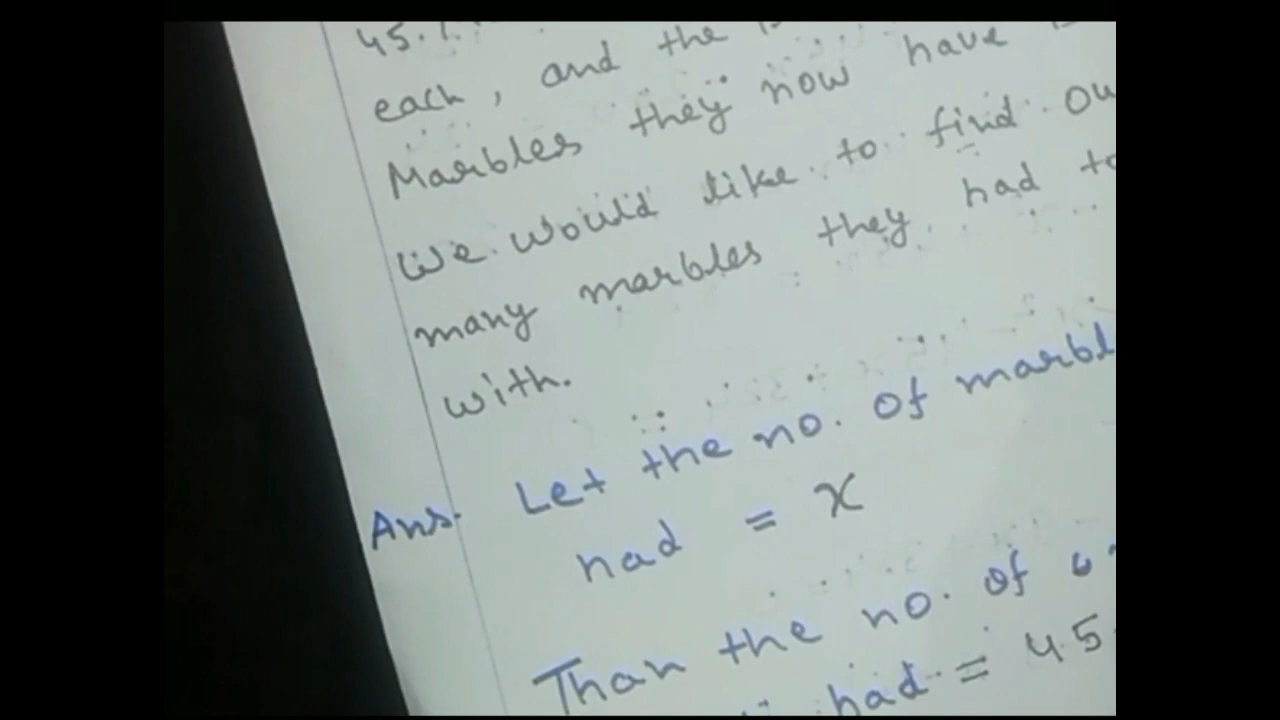 45.
each, and the
Marbles they now have
We would like to find
many marbles they had
with.
Ans. Let the no. of
had = x
Than the no. of
had = 45